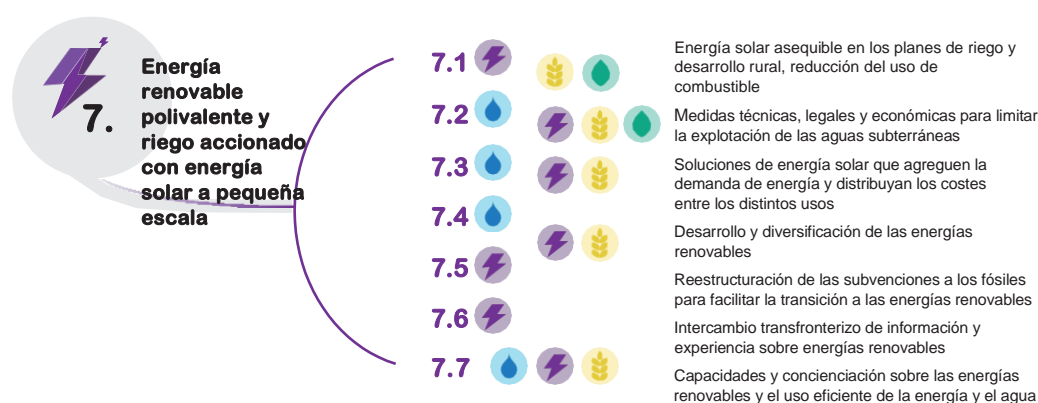 7.
Energía
renovable
polivalente y
riego accionado
con energía
solar a pequeña
escala
7.1
Energía solar asequible en los planes de riego y
desarrollo rural, reducción del uso de
combustible
7.2
Medidas técnicas, legales y económicas para limitar
la explotación de las aguas subterráneas
7.3
Soluciones de energía solar que agreguen la
demanda de energía y distribuyan los costes
entre los distintos usos
7.4
Desarrollo y diversificación de las energías
renovables
7.5
Reestructuración de las subvenciones a los fósiles
para facilitar la transición a las energías renovables
7.6
Intercambio transfronterizo de información y
experiencia sobre energías renovables
7.7
Capacidades y concienciación sobre las energías
renovables y el uso eficiente de la energía y el agua